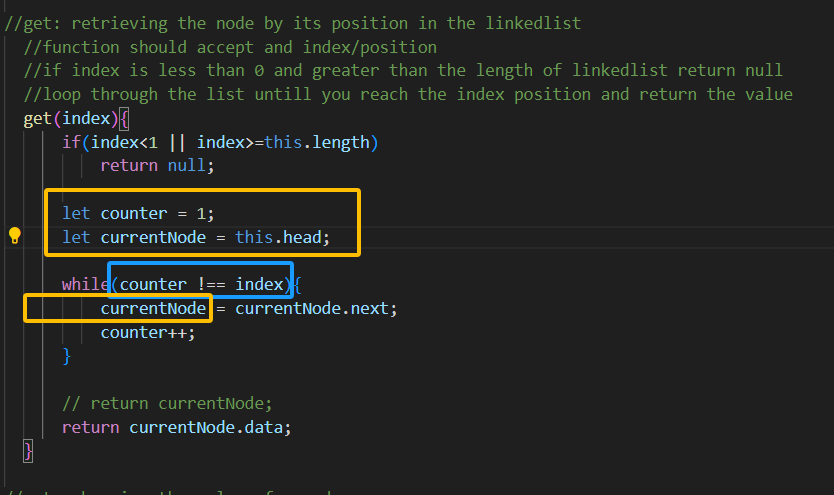 //get: retrieving the node by its position in the linkedlist
//function should accept and index/position
//if index is less than 0 and greater than the length of linkedlist return null
//loop through the list untill you reach the index position and return the value
get(index){
if(index<1 || index>=this.length)
return null;
let counter = 1;
let currentNode = this.head;
while(counter !== index){
currentNode = currentNode.next;
counter++;
}
// return currentNode;
return currentNode.data;
}